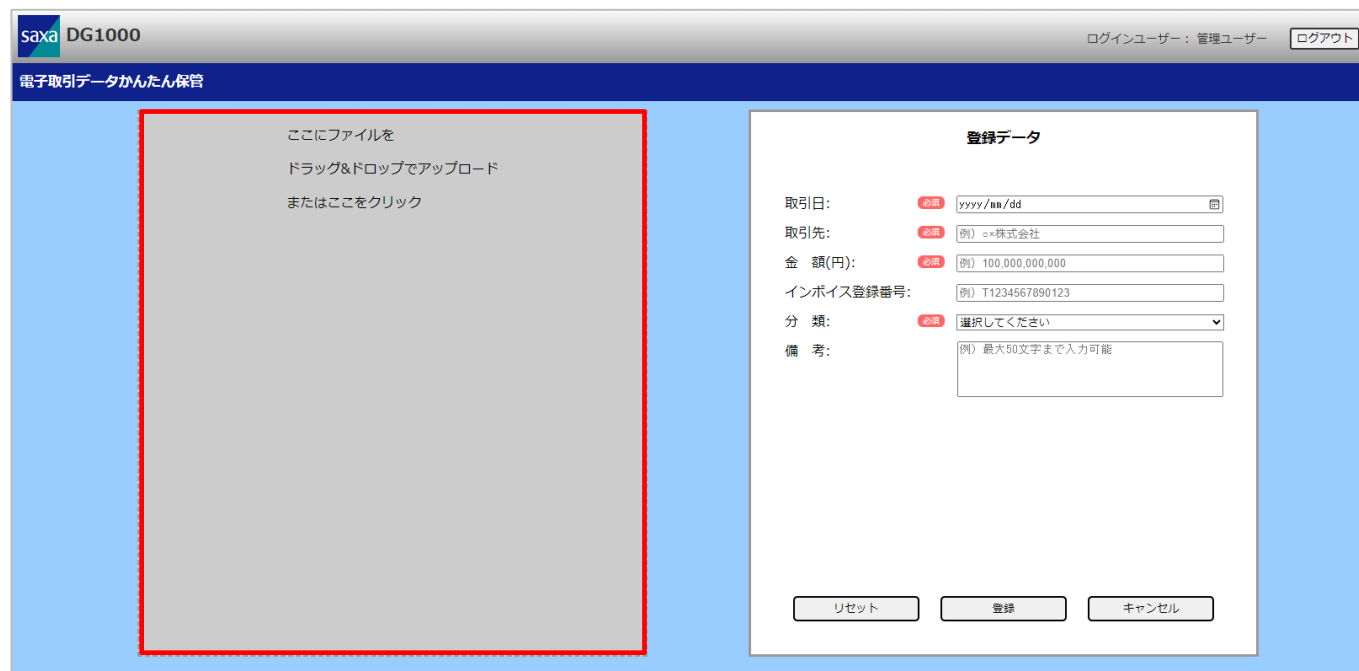 saxa DG1000
ログインユーザー： 管理ユーザー ログアウト
電子取引データかんたん保管
ここにファイルを
ドラッグ&ドロップでアップロード
またはここをクリック
登録データ
取引日: 必須 yyyy/mm/dd
取引先: 必須 例）○×株式会社
金　額(円): 必須 例）100,000,000,000
インボイス登録番号: 例）T1234567890123
分　類: 必須 選択してください
備　考: 例）最大50文字まで入力可能
リセット 登録 キャンセル